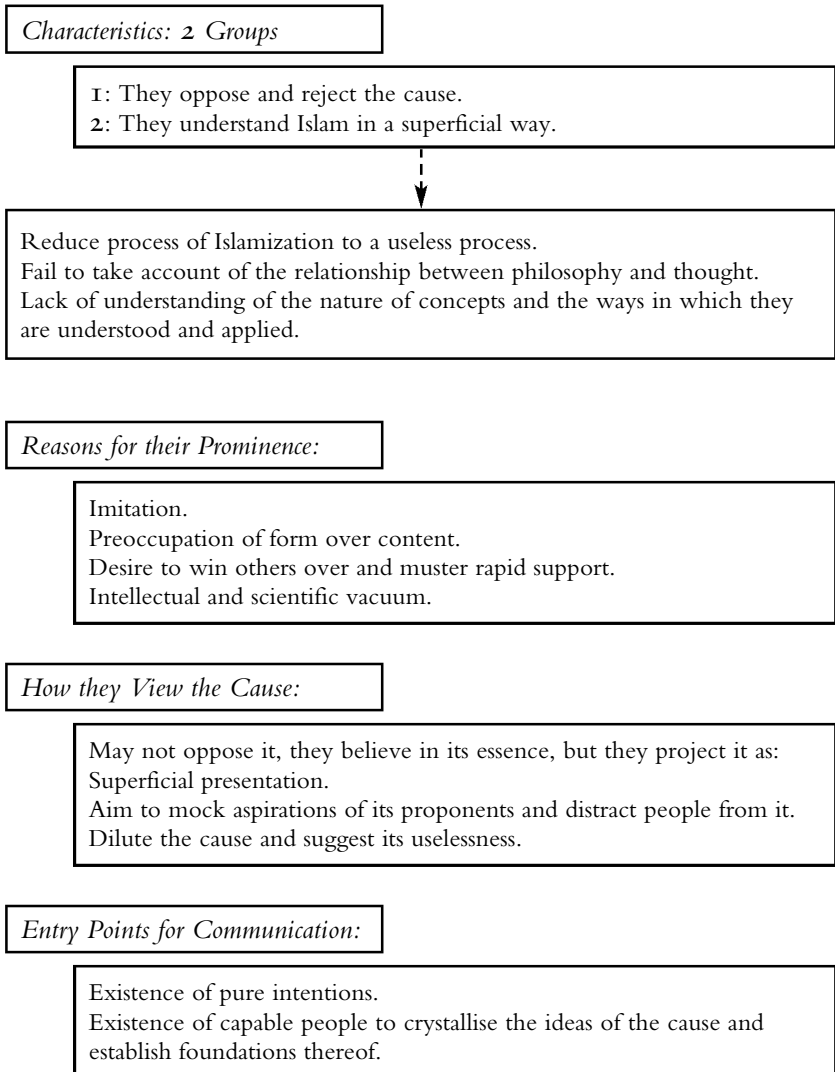 Characteristics: 2 Groups
1: They oppose and reject the cause.
2: They understand Islam in a superficial way.
Reduce process of Islamization to a useless process.
Fail to take account of the relationship between philosophy and thought.
Lack of understanding of the nature of concepts and the ways in which they
are understood and applied.
Reasons for their Prominence:
Imitation.
Preoccupation of form over content.
Desire to win others over and muster rapid support.
Intellectual and scientific vacuum.
How they View the Cause:
May not oppose it, they believe in its essence, but they project it as:
Superficial presentation.
Aim to mock aspirations of its proponents and distract people from it.
Dilute the cause and suggest its uselessness.
Entry Points for Communication:
Existence of pure intentions.
Existence of capable people to crystallise the ideas of the cause and
establish foundations thereof.